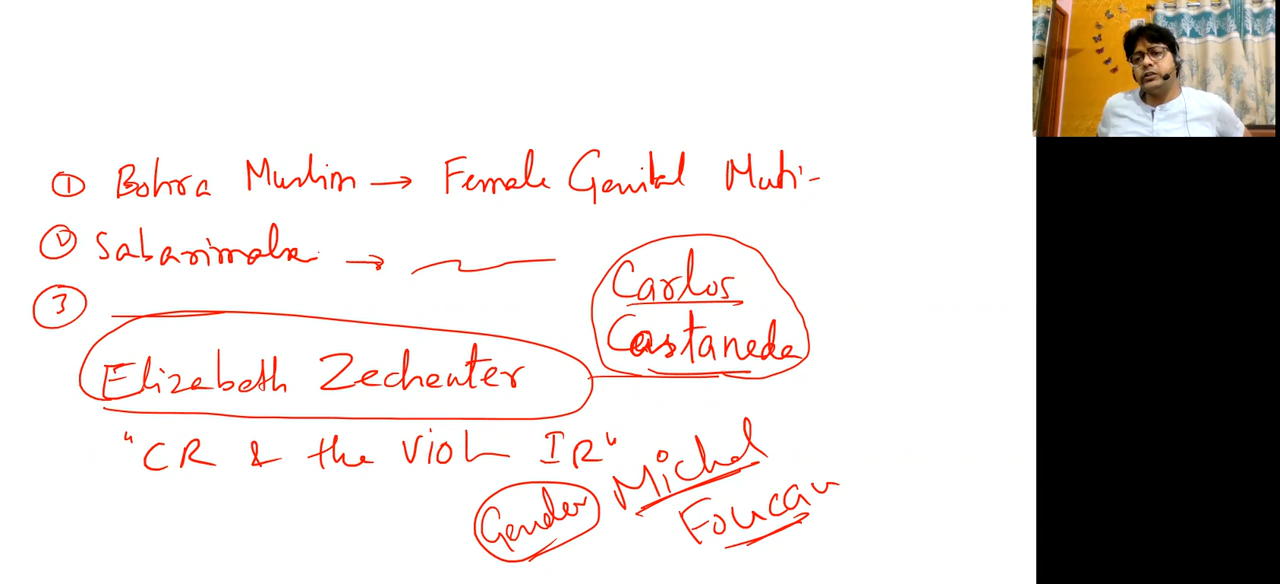 ① Bohra Muslim → Female Genital Muti-
② Sabarimala →
③
Carlos
Castaneda
Elizabeth Zechenter
"CR & the Viol IR"
Gender
Michel
Foucau